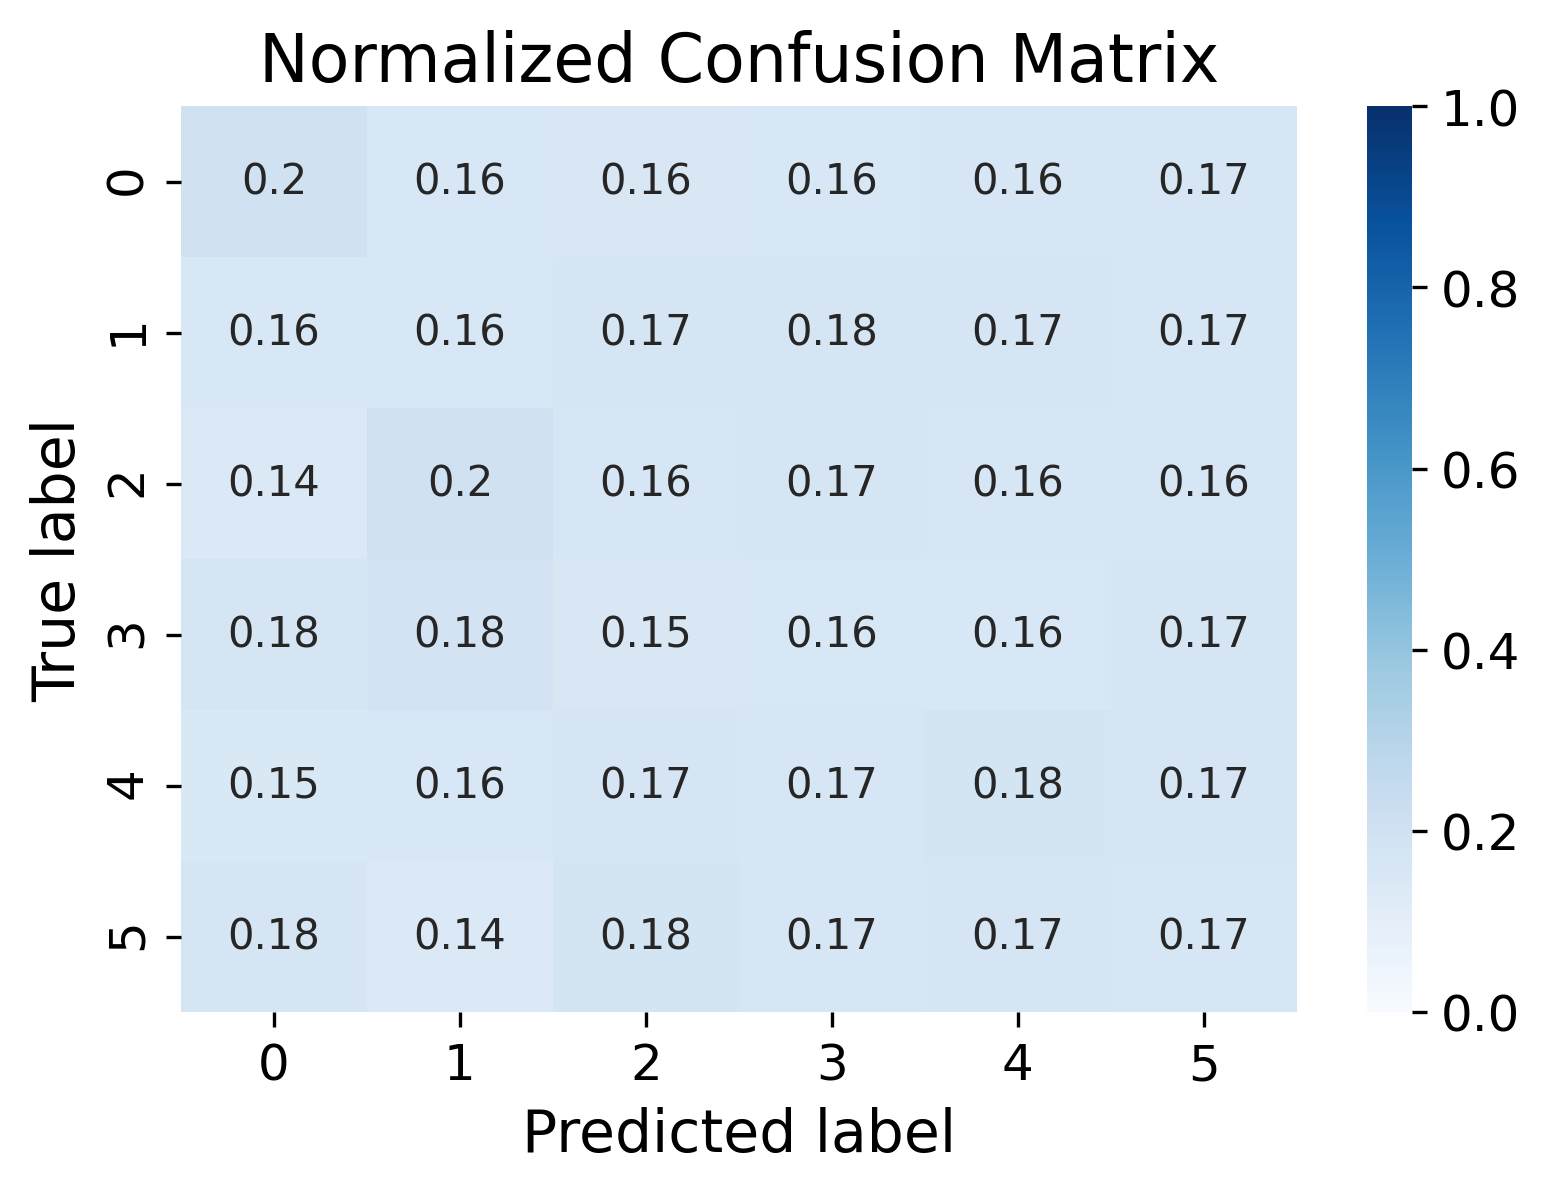 Normalized Confusion Matrix
0.2 0.16 0.16 0.16 0.16 0.17
0.16 0.16 0.17 0.18 0.17 0.17
0.14 0.2 0.16 0.17 0.16 0.16
0.18 0.18 0.15 0.16 0.16 0.17
0.15 0.16 0.17 0.17 0.18 0.17
0.18 0.14 0.18 0.17 0.17 0.17
True label
0
1
2
3
4
5
0 1 2 3 4 5
Predicted label
1.0
0.8
0.6
0.4
0.2
0.0